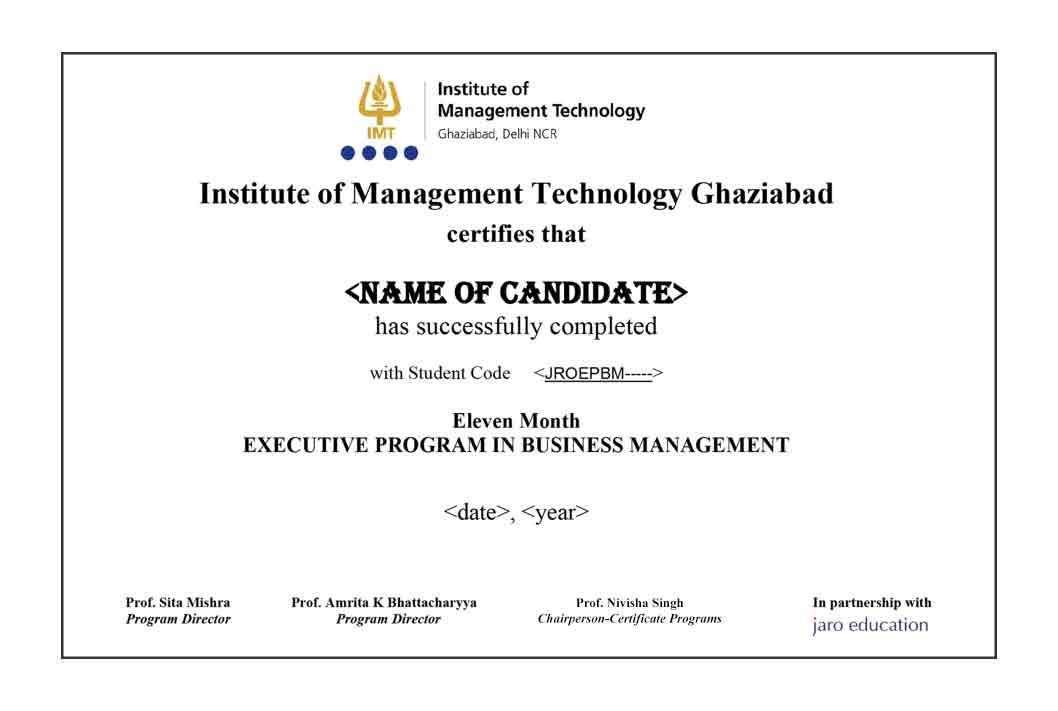 IMT
Institute of
Management Technology
Ghaziabad, Delhi NCR
Institute of Management Technology Ghaziabad
certifies that
<NAME OF CANDIDATE>
has successfully completed
with Student Code <JROEPBM----->
Eleven Month
EXECUTIVE PROGRAM IN BUSINESS MANAGEMENT
<date>, <year>
Prof. Sita Mishra
Program Director
Prof. Amrita K Bhattacharyya
Program Director
Prof. Nivisha Singh
Chairperson-Certificate Programs
In partnership with
jaro education